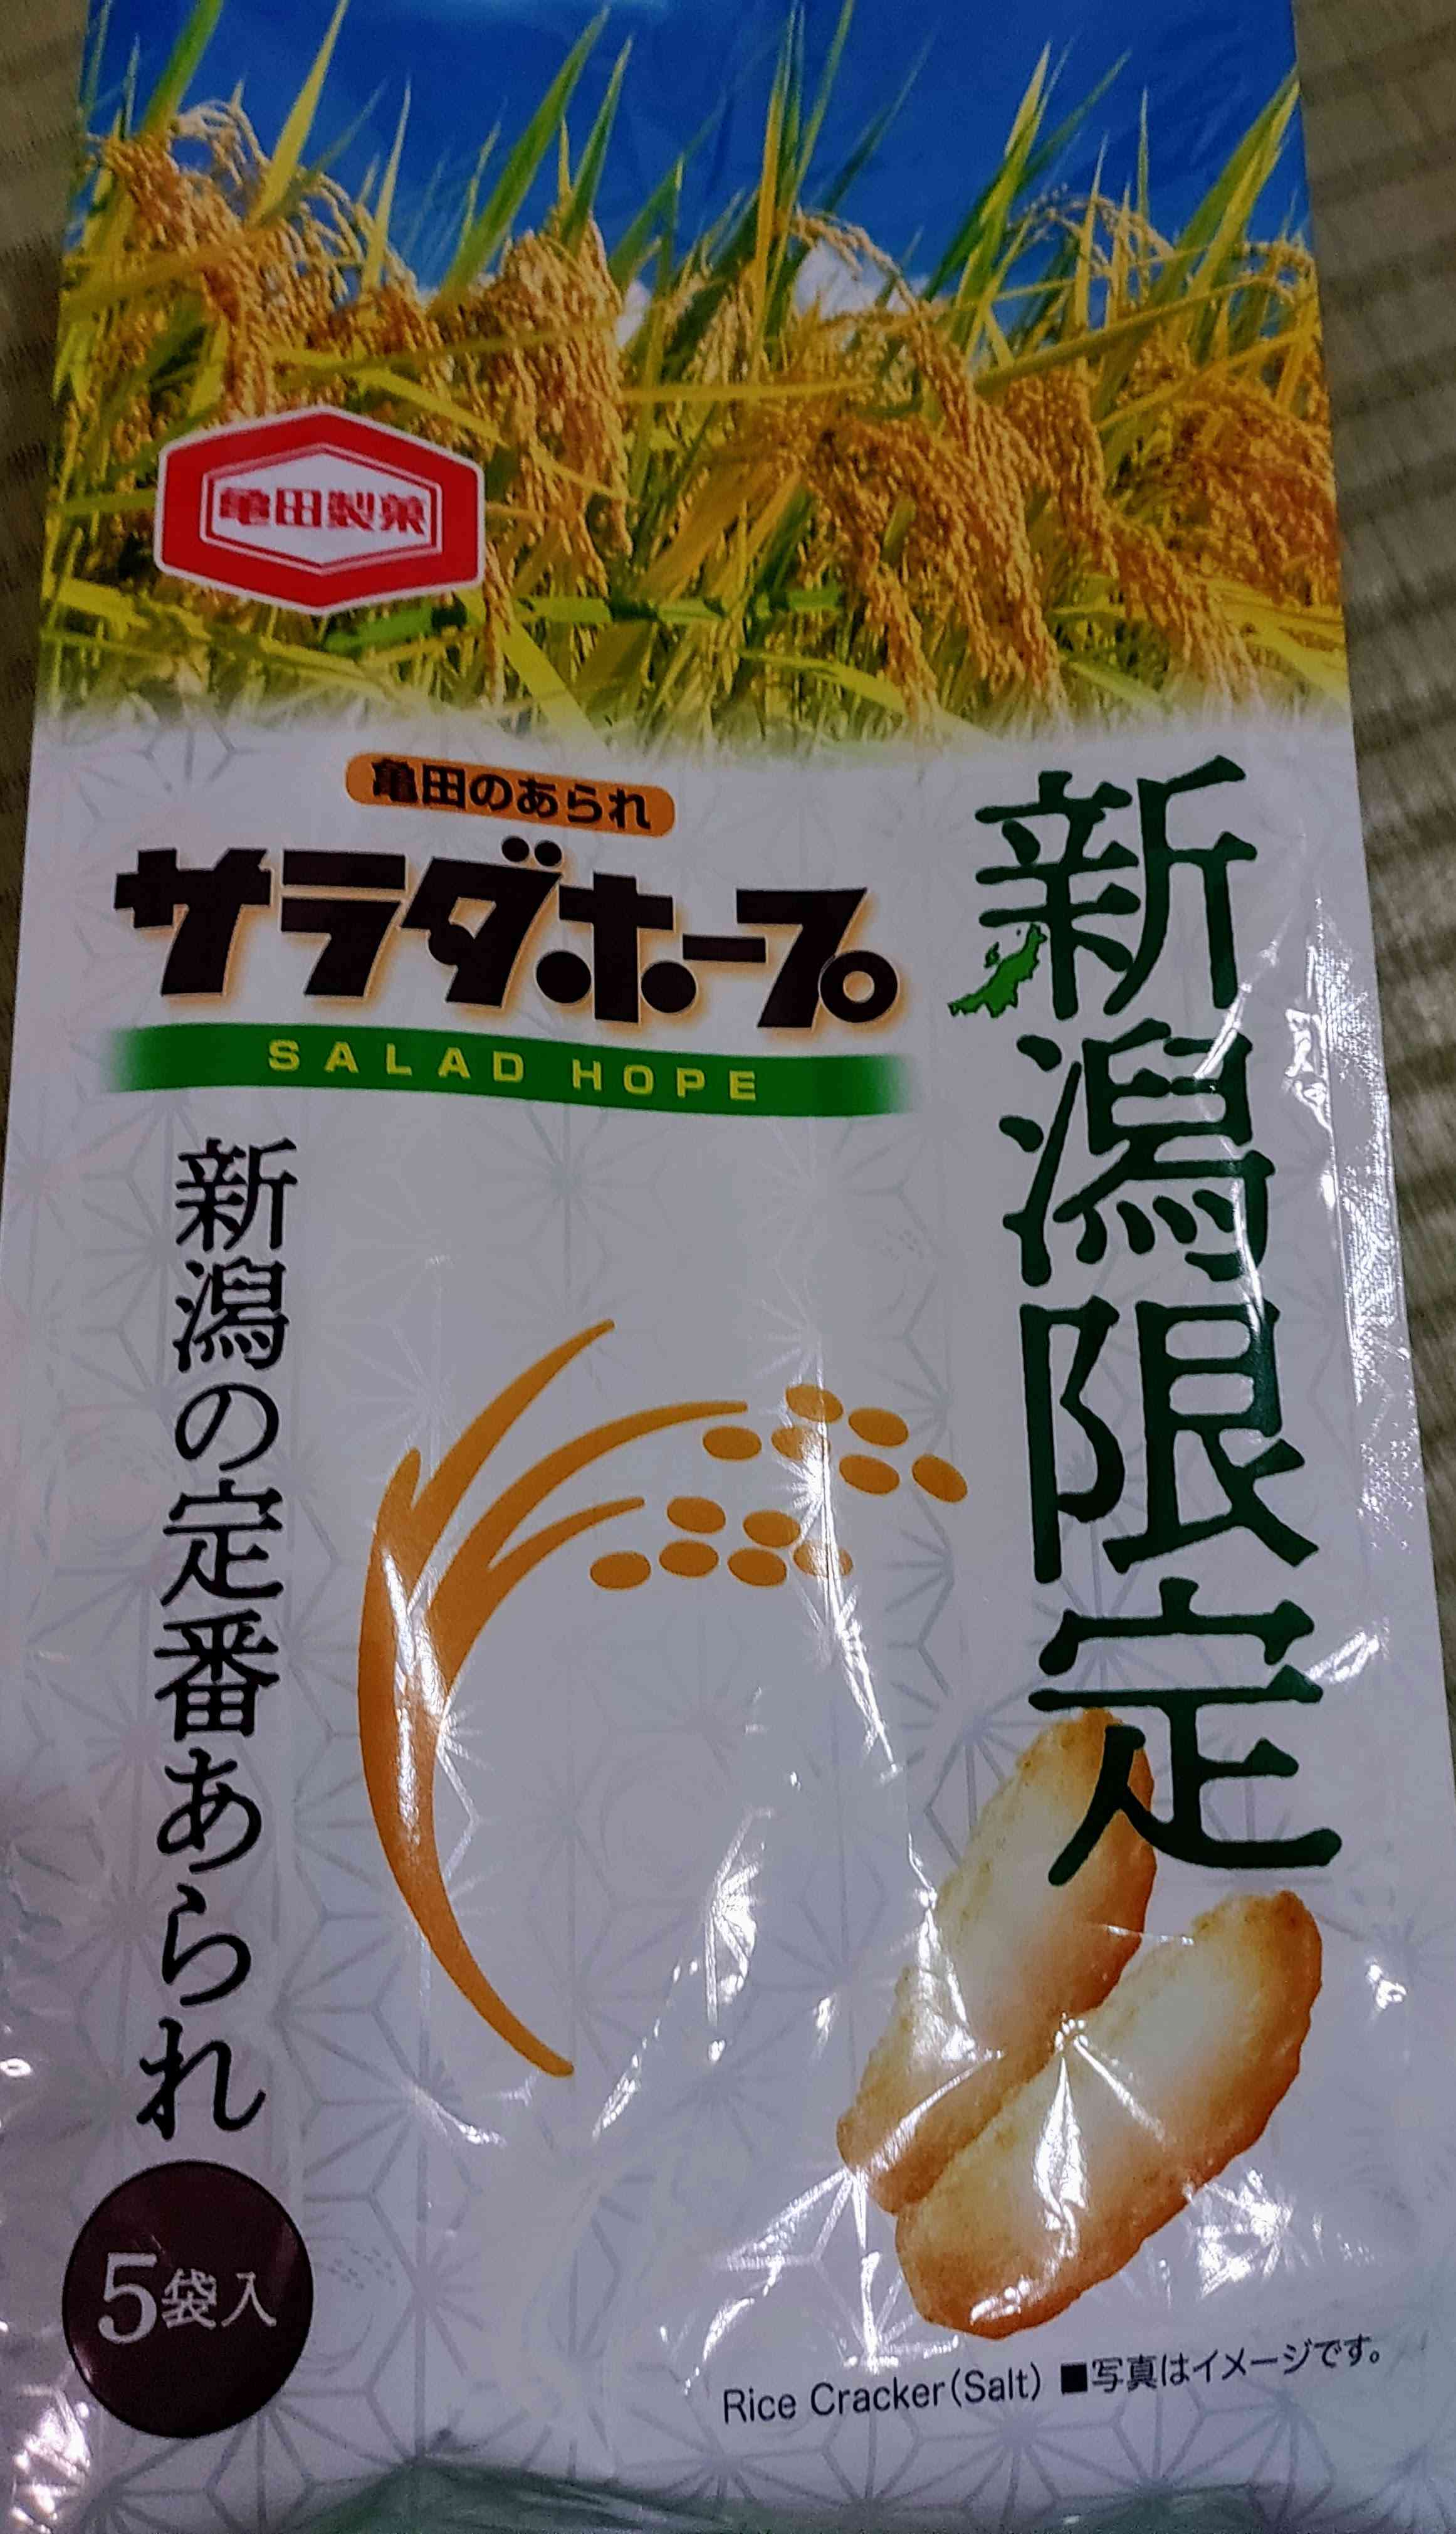 亀田製菓
亀田のあられ
サラダホープ
SALAD HOPE
新潟限定
新潟の定番あられ
5袋入
Rice Cracker(Salt) ■写真はイメージです。